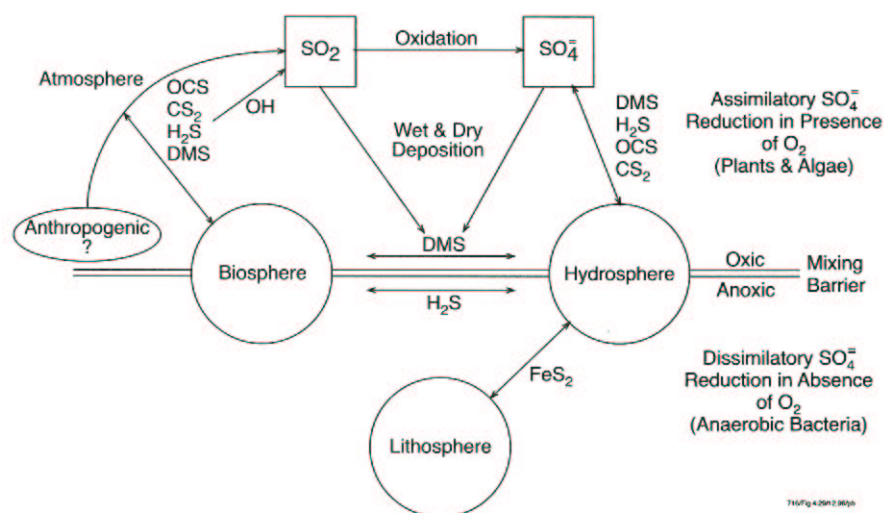 SO2
Oxidation
SO4=
Atmosphere
OCS
CS2
H2S
DMS
OH
Wet & Dry
Deposition
DMS
H2S
OCS
CS2
Assimilatory SO4=
Reduction in Presence
of O2
(Plants & Algae)
Anthropogenic
?
Biosphere
DMS
H2S
Hydrosphere
Oxic
Anoxic
Mixing
Barrier
FeS2
Lithosphere
Dissimilatory SO4=
Reduction in Absence
of O2
(Anaerobic Bacteria)